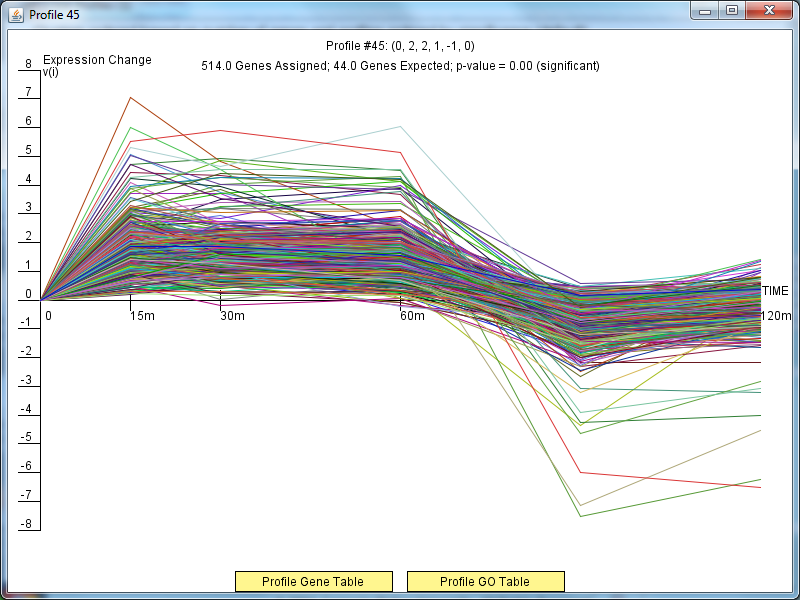 Profile 45
Profile #45: (0, 2, 2, 1, -1, 0)
514.0 Genes Assigned; 44.0 Genes Expected; p-value = 0.00 (significant)
Expression Change
v(i)
8
7
6
5
4
3
2
1
0
-1
-2
-3
-4
-5
-6
-7
-8
TIME
0
15m
30m
60m
120m
Profile Gene Table
Profile GO Table